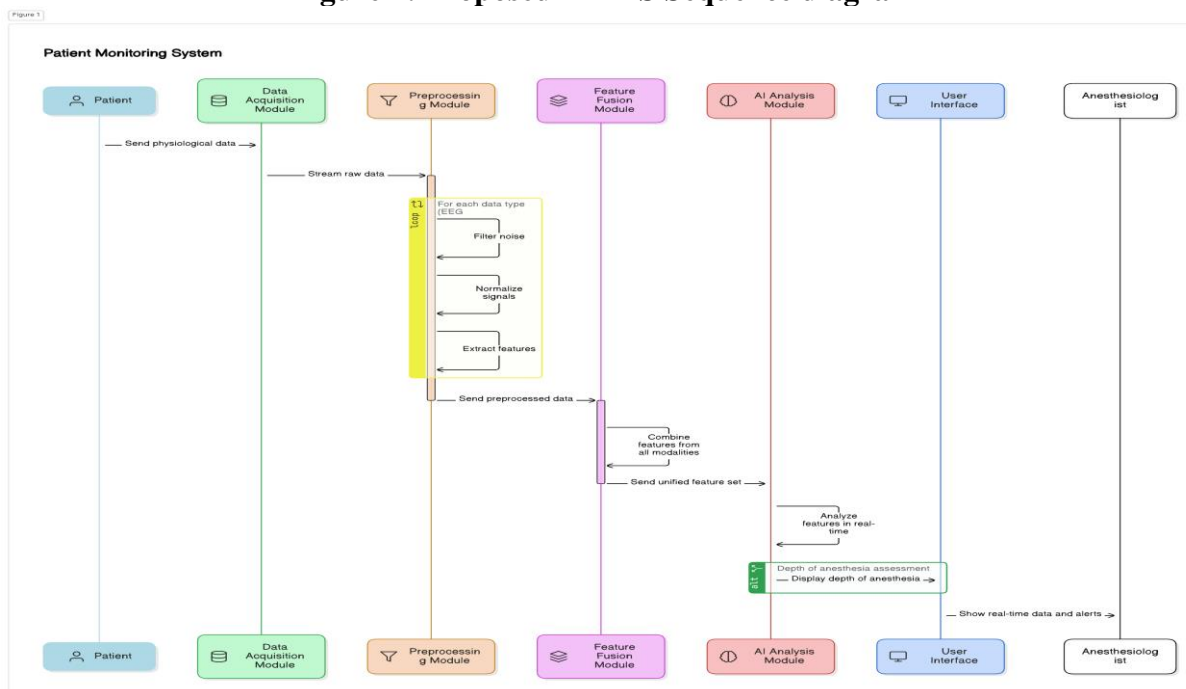 Figure 1
Patient Monitoring System
Patient
Data
Acquisition
Module
Preprocessin
g Module
Feature
Fusion
Module
AI Analysis
Module
User
Interface
Anesthesiolog
ist
Send physiological data
Stream raw data
loop
For each data type
(EEG
Filter noise
Normalize
signals
Extract features
Send preprocessed data
Combine
features from
all modalities
Send unified feature set
Analyze
features in real-
time
alt
Depth of anesthesia assessment
Display depth of anesthesia
Show real-time data and alerts
Patient
Data
Acquisition
Module
Preprocessin
g Module
Feature
Fusion
Module
AI Analysis
Module
User
Interface
Anesthesiolog
ist